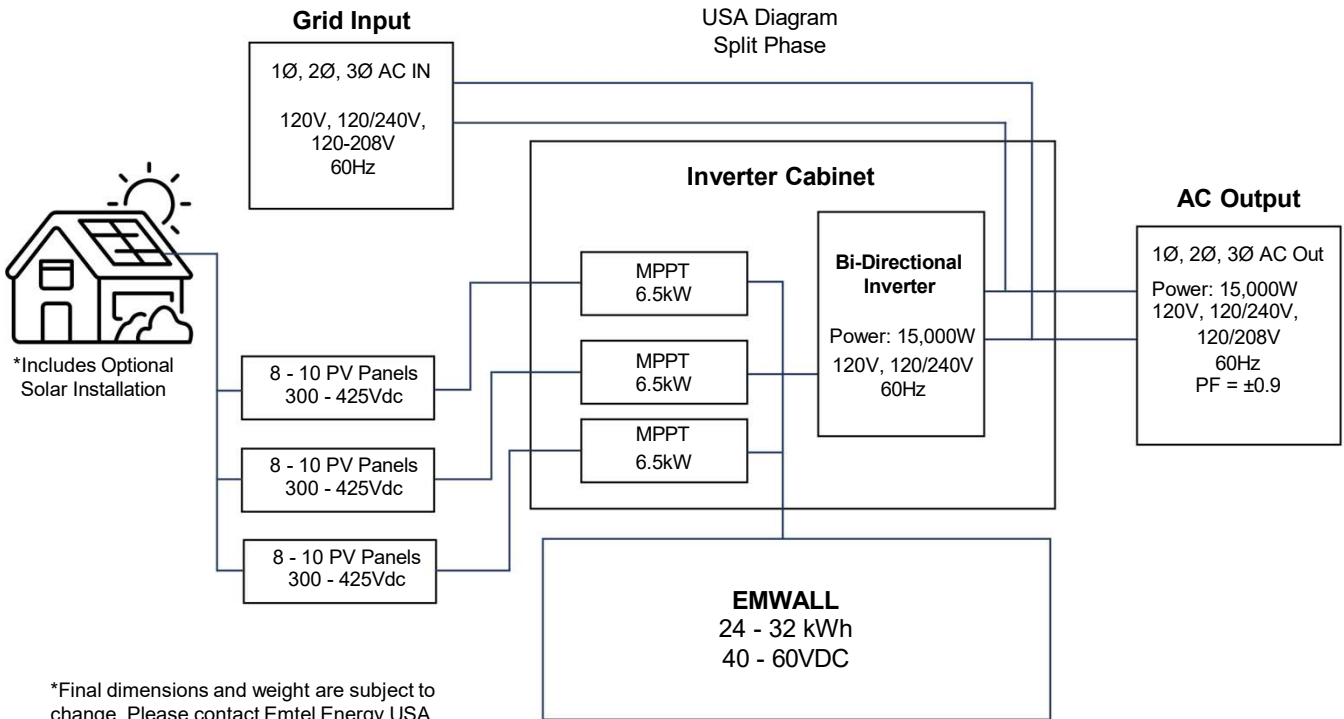 USA Diagram
Split Phase
Grid Input
1Ø, 2Ø, 3Ø AC IN
120V, 120/240V,
120-208V
60Hz
*Includes Optional
Solar Installation
8 - 10 PV Panels
300 - 425Vdc
8 - 10 PV Panels
300 - 425Vdc
8 - 10 PV Panels
300 - 425Vdc
Inverter Cabinet
MPPT
6.5kW
MPPT
6.5kW
MPPT
6.5kW
Bi-Directional
Inverter
Power: 15,000W
120V, 120/240V
60Hz
AC Output
1Ø, 2Ø, 3Ø AC Out
Power: 15,000W
120V, 120/240V,
120/208V
60Hz
PF = ±0.9
EMWALL
24 - 32 kWh
40 - 60VDC
*Final dimensions and weight are subject to
change. Please contact Emtel Energy USA